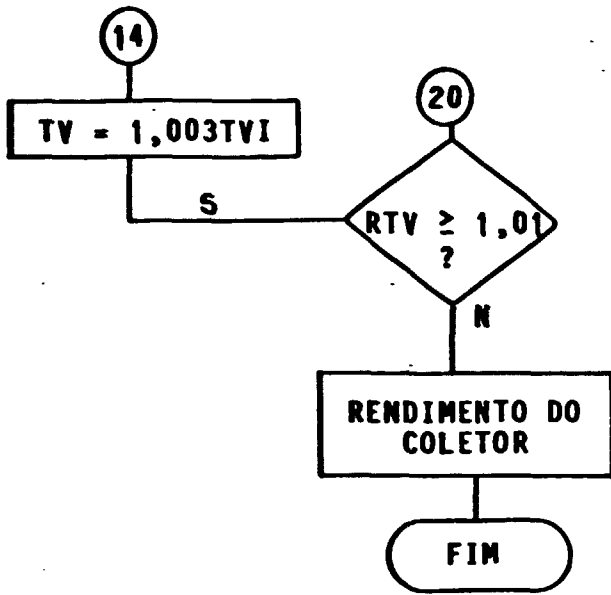 14
TV = 1,003TVI
20
S
RTV ≥ 1,01
?
N
RENDIMENTO DO
COLETOR
FIM